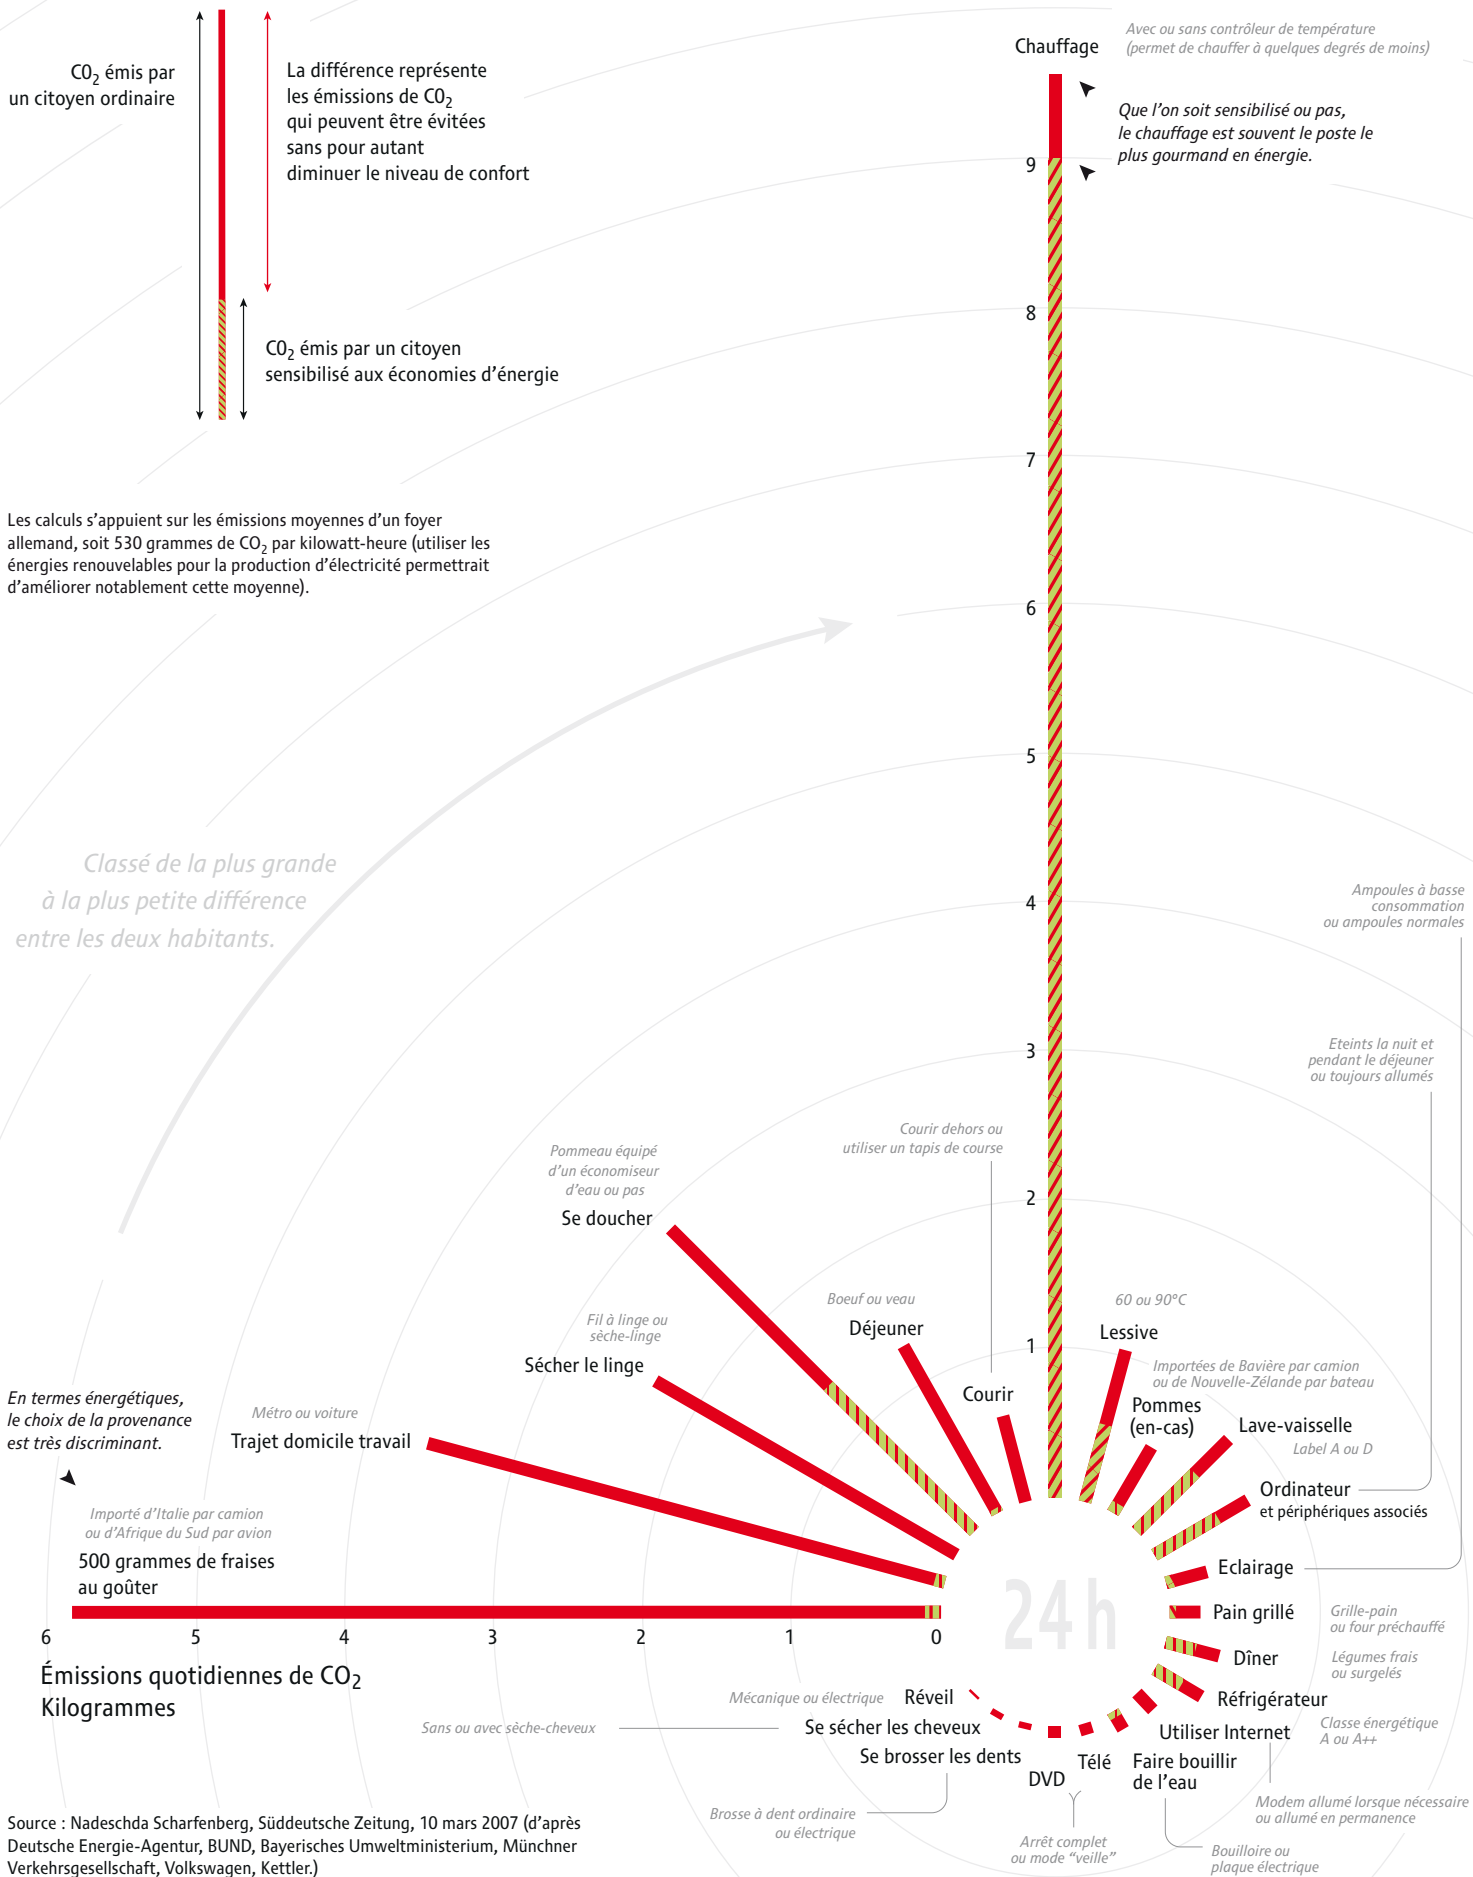 CO2 émis par
un citoyen ordinaire
La différence représente
les émissions de CO2
qui peuvent être évitées
sans pour autant
diminuer le niveau de confort
CO2 émis par un citoyen
sensibilisé aux économies d'énergie
Chauffage
Avec ou sans contrôleur de température
(permet de chauffer à quelques degrés de moins)
Que l'on soit sensibilisé ou pas,
le chauffage est souvent le poste le
plus gourmand en énergie.
9
8
7
6
5
4
3
2
1
Les calculs s'appuient sur les émissions moyennes d'un foyer
allemand, soit 530 grammes de CO2 par kilowatt-heure (utiliser les
énergies renouvelables pour la production d'électricité permettrait
d'améliorer notablement cette moyenne).
Classé de la plus grande
à la plus petite différence
entre les deux habitants.
Ampoules à basse
consommation
ou ampoules normales
Eteints la nuit et
pendant le déjeuner
ou toujours allumés
Courir dehors ou
utiliser un tapis de course
Courir
Pommeau équipé
d'un économiseur
d'eau ou pas
Se doucher
Boeuf ou veau
Déjeuner
Fil à linge ou
sèche-linge
Sécher le linge
Métro ou voiture
Trajet domicile travail
En termes énergétiques,
le choix de la provenance
est très discriminant.
Importé d'Italie par camion
ou d'Afrique du Sud par avion
500 grammes de fraises
au goûter
6 5 4 3 2 1 0
Émissions quotidiennes de CO2
Kilogrammes
60 ou 90°C
Lessive
Importées de Bavière par camion
ou de Nouvelle-Zélande par bateau
Pommes
(en-cas)
Lave-vaisselle
Label A ou D
Ordinateur
et périphériques associés
Eclairage
24 h
Pain grillé
Grille-pain
ou four préchauffé
Dîner
Légumes frais
ou surgelés
Réfrigérateur
Classe énergétique
A ou A++
Utiliser Internet
Modem allumé lorsque nécessaire
ou allumé en permanence
Faire bouillir
de l'eau
Bouilloire ou
plaque électrique
Télé
DVD
Arrêt complet
ou mode "veille"
Se brosser les dents
Brosse à dent ordinaire
ou électrique
Se sécher les cheveux
Sans ou avec sèche-cheveux
Réveil
Mécanique ou électrique
Source : Nadeschda Scharfenberg, Süddeutsche Zeitung, 10 mars 2007 (d'après
Deutsche Energie-Agentur, BUND, Bayerisches Umweltministerium, Münchner
Verkehrsgesellschaft, Volkswagen, Kettler.)